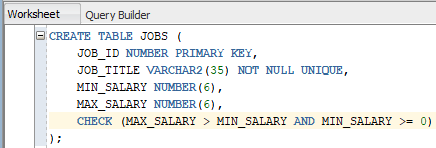 Worksheet Query Builder
CREATE TABLE JOBS (
JOB_ID NUMBER PRIMARY KEY,
JOB_TITLE VARCHAR2(35) NOT NULL UNIQUE,
MIN_SALARY NUMBER(6),
MAX_SALARY NUMBER(6),
CHECK (MAX_SALARY > MIN_SALARY AND MIN_SALARY >= 0)
);